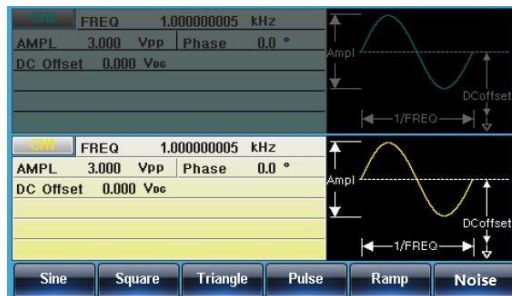 CH2 FREQ 1.000000005 kHz
AMPL 3.000 Vpp Phase 0.0 °
DC Offset 0.000 VDC
Ampl
DCoffset
1/FREQ
CH1 FREQ 1.000000005 kHz
AMPL 3.000 Vpp Phase 0.0 °
DC Offset 0.000 VDC
Ampl
DCoffset
1/FREQ
Sine Square Triangle Pulse Ramp Noise